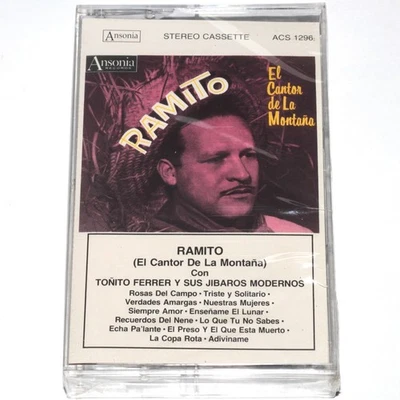 Ansonia STEREO CASSETTE ACS 1296.
Ansonia
RECORDS
RAMITO
El
Cantor
de La
Montaña
RAMITO
(El Cantor De La Montaña)
Con
TOÑITO FERRER Y SUS JIBAROS MODERNOS
Rosas Del Campo • Triste y Solitario •
Verdades Amargas • Nuestras Mujeres •
Siempre Amor • Enseñame El Lunar •
Recuerdos Del Nene • Lo Que Tu No Sabes •
Echa Pa'lante • El Preso Y El Que Esta Muerto •
La Copa Rota • Adiviname